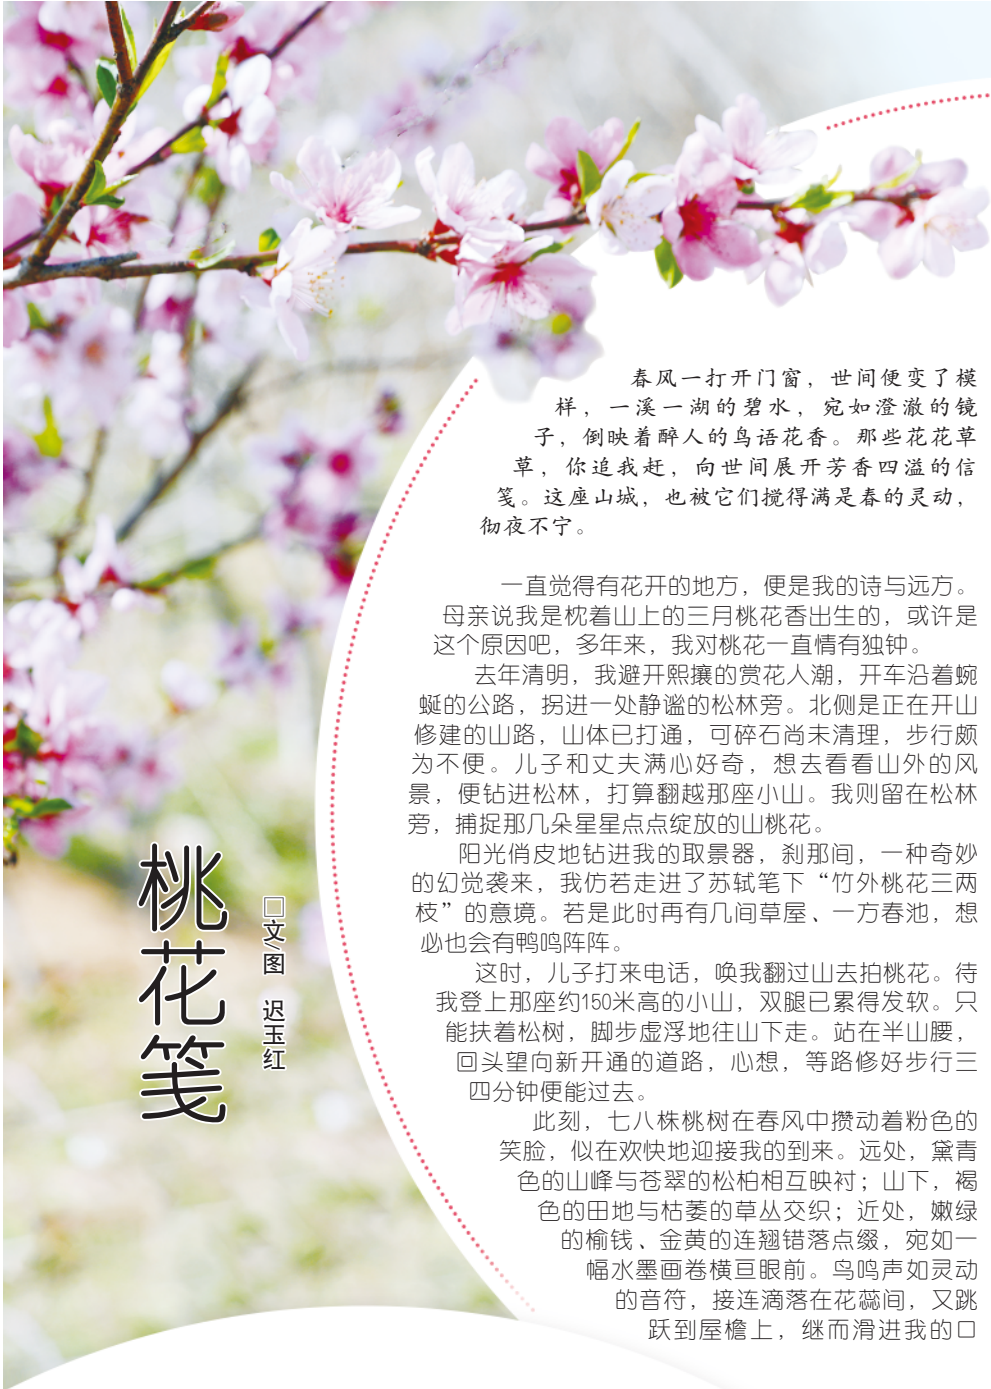 桃花笺
□文/图 迟玉红
春风一打开门窗，世间便变了模
样，一溪一湖的碧水，宛如澄澈的镜
子，倒映着醉人的鸟语花香。那些花花草
草，你追我赶，向世间展开芳香四溢的信
笺。这座山城，也被它们搅得满是春的灵动，
彻夜不宁。
一直觉得有花开的地方，便是我的诗与远方。
母亲说我是枕着山上的三月桃花香出生的，或许是
这个原因吧，多年来，我对桃花一直情有独钟。
去年清明，我避开熙攘的赏花人潮，开车沿着蜿
蜒的公路，拐进一处静谧的松林旁。北侧是正在开山
修建的山路，山体已打通，可碎石尚未清理，步行颇
为不便。儿子和丈夫满心好奇，想去看看山外的风
景，便钻进松林，打算翻越那座小山。我则留在松林
旁，捕捉那几朵星星点点绽放的山桃花。
阳光俏皮地钻进我的取景器，刹那间，一种奇妙
的幻觉袭来，我仿若走进了苏轼笔下“竹外桃花三两
枝”的意境。若是此时再有几间草屋、一方春池，想
必也会有鸭鸣阵阵。
这时，儿子打来电话，唤我翻过山去拍桃花。待
我登上那座约150米高的小山，双腿已累得发软。只
能扶着松树，脚步虚浮地往山下走。站在半山腰，
回头望向新开通的道路，心想，等路修好步行三
四分钟便能过去。
此刻，七八株桃树在春风中攒动着粉色的
笑脸，似在欢快地迎接我的到来。远处，黛青
色的山峰与苍翠的松柏相互映衬；山下，褐
色的田地与枯萎的草丛交织；近处，嫩绿
的榆钱、金黄的连翘错落点缀，宛如一
幅水墨画卷横亘眼前。鸟鸣声如灵动
的音符，接连滴落在花蕊间，又跳
跃到屋檐上，继而滑进我的口